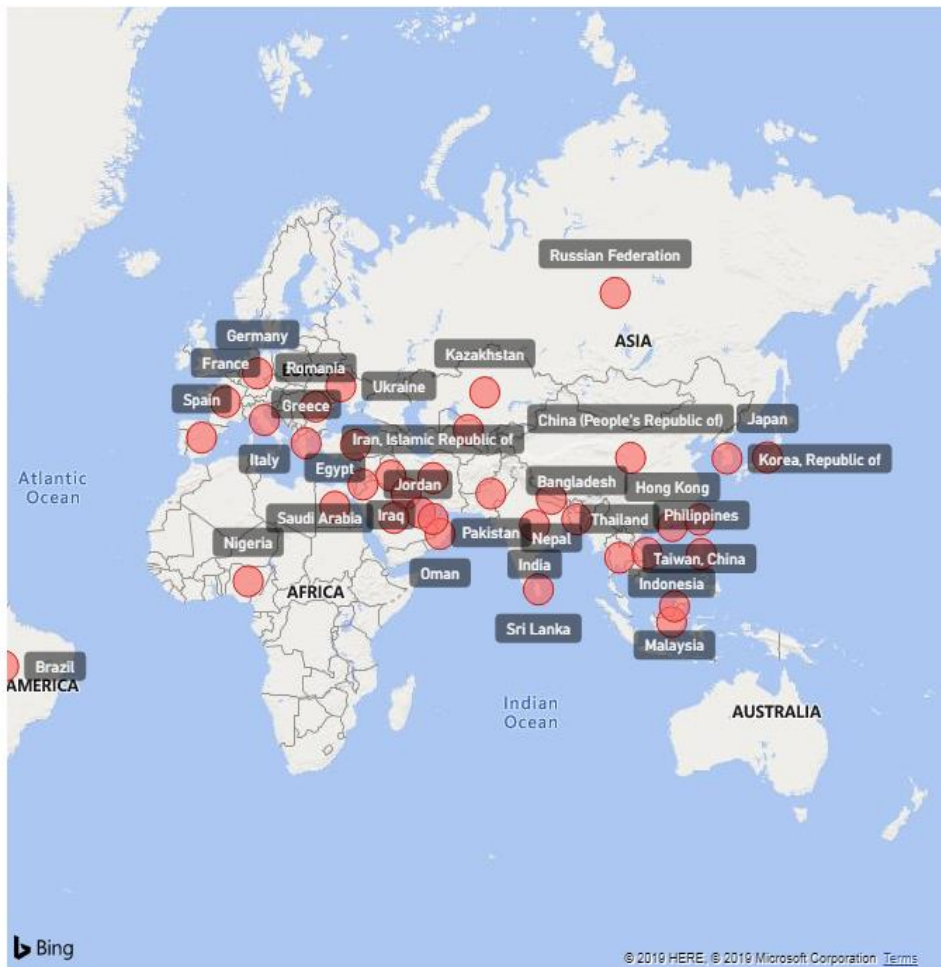 Russian Federation
ASIA
Germany
France
Romania
Kazakhstan
Ukraine
Spain
Greece
China (People's Republic of)
Japan
Italy
Iran, Islamic Republic of
Korea, Republic of
Atlantic
Ocean
Egypt
Jordan
Bangladesh
Hong Kong
Saudi Arabia
Iraq
Thailand
Philippines
Nigeria
Pakistan
Nepal
Taiwan, China
India
Oman
Indonesia
AFRICA
Sri Lanka
Malaysia
Brazil
AMERICA
Indian
Ocean
AUSTRALIA
Bing
© 2019 HERE, © 2019 Microsoft Corporation Terms